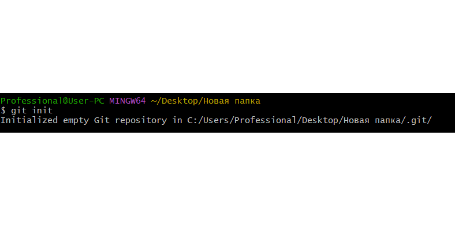 Professional@User-PC MINGW64 ~/Desktop/Новая папка
$ git init
Initialized empty Git repository in C:/Users/Professional/Desktop/Новая папка/.git/